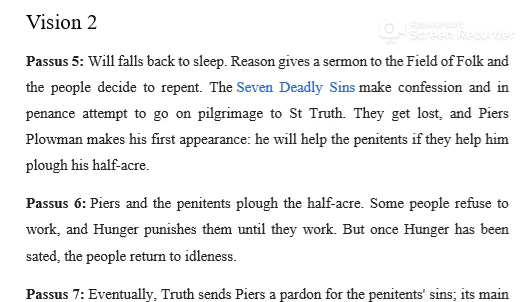 Vision 2
Passus 5: Will falls back to sleep. Reason gives a sermon to the Field of Folk and
the people decide to repent. The Seven Deadly Sins make confession and in
penance attempt to go on pilgrimage to St Truth. They get lost, and Piers
Plowman makes his first appearance: he will help the penitents if they help him
plough his half-acre.
Passus 6: Piers and the penitents plough the half-acre. Some people refuse to
work, and Hunger punishes them until they work. But once Hunger has been
sated, the people return to idleness.
Passus 7: Eventually, Truth sends Piers a pardon for the penitents' sins; its main
Screen Recorder